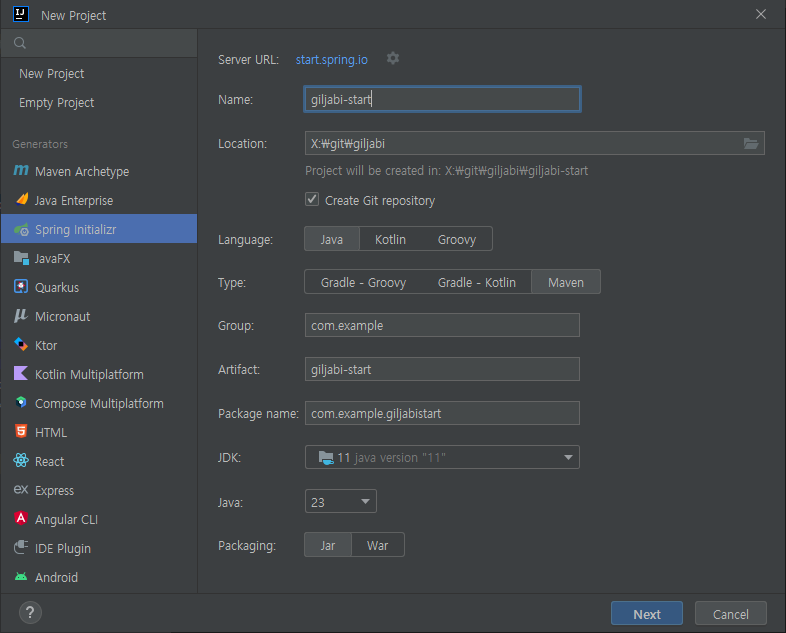 IJ New Project
New Project
Empty Project
Generators
m Maven Archetype
Java Enterprise
Spring Initializr
JavaFX
Quarkus
μ Micronaut
Ktor
Kotlin Multiplatform
Compose Multiplatform
5 HTML
React
ex Express
A Angular CLI
IDE Plugin
Android
?
Server URL: start.spring.io
Name: giljabi-start
Location: X:₩git₩giljabi
Project will be created in: X:₩git₩giljabi₩giljabi-start
Create Git repository
Language: Java Kotlin Groovy
Type: Gradle - Groovy Gradle - Kotlin Maven
Group: com.example
Artifact: giljabi-start
Package name: com.example.giljabistart
JDK: 11 java version "11"
Java: 23
Packaging: Jar War
Next Cancel